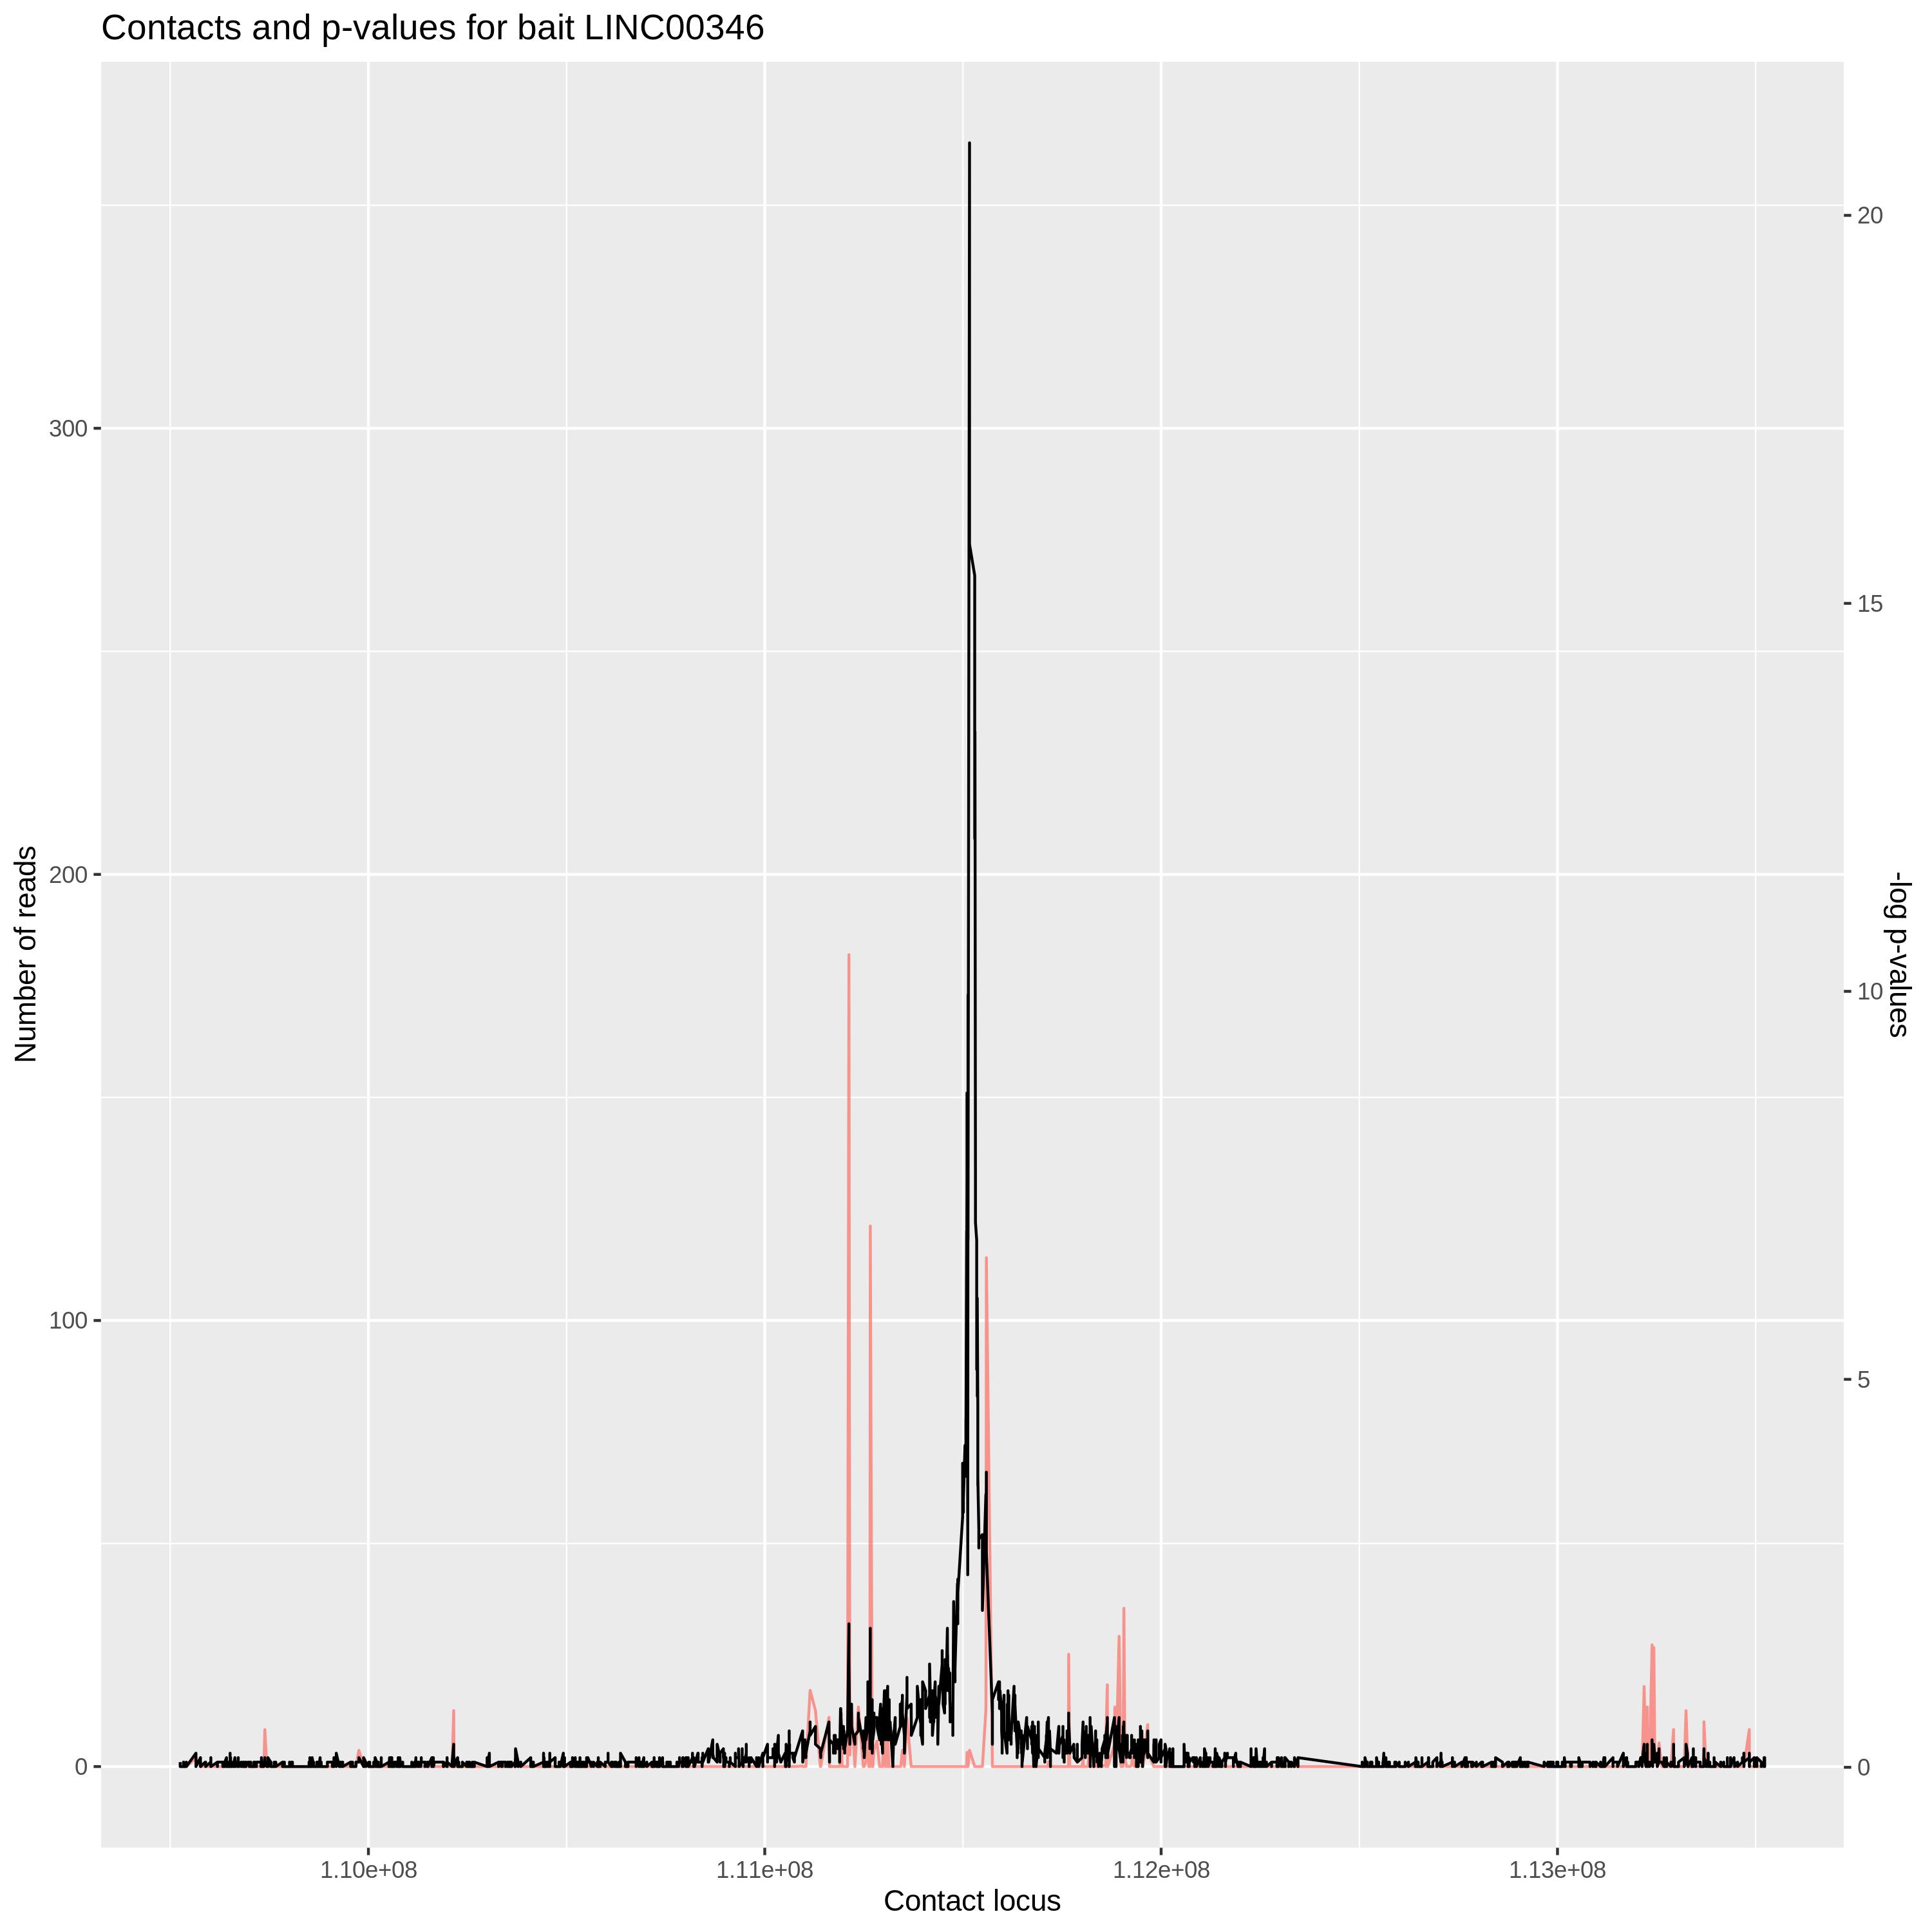 Contacts and p-values for bait LINC00346
300
200
100
0
Number of reads
20
15
10
5
0
-log p-values
1.10e+08
1.11e+08
1.12e+08
1.13e+08
Contact locus